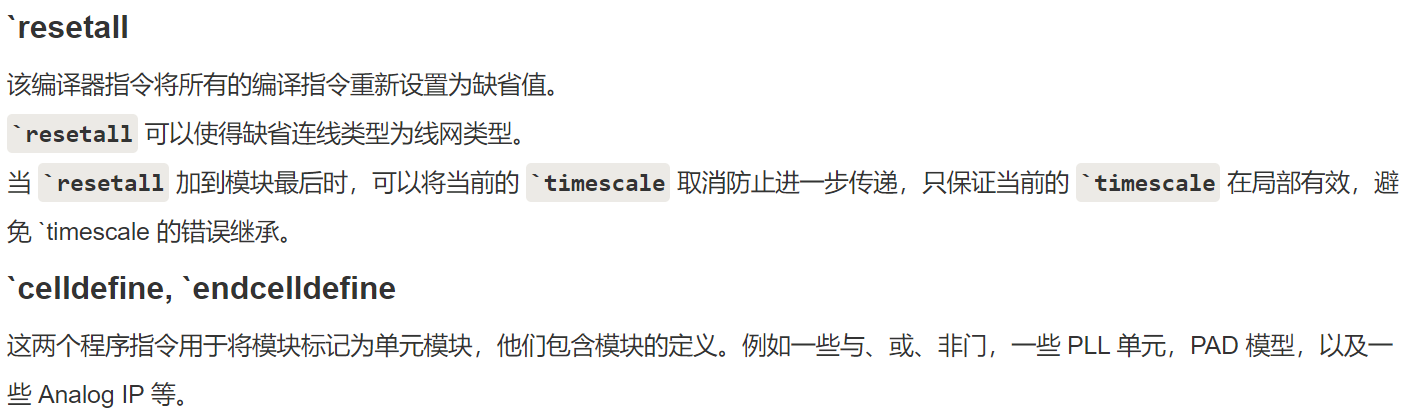 `resetall
该编译器指令将所有的编译指令重新设置为缺省值。
`resetall 可以使得缺省连线类型为线网类型。
当 `resetall 加到模块最后时，可以将当前的 `timescale 取消防止进一步传递，只保证当前的 `timescale 在局部有效，避
免 `timescale 的错误继承。
`celldefine, `endcelldefine
这两个程序指令用于将模块标记为单元模块，他们包含模块的定义。例如一些与、或、非门，一些 PLL 单元，PAD 模型，以及一
些 Analog IP 等。